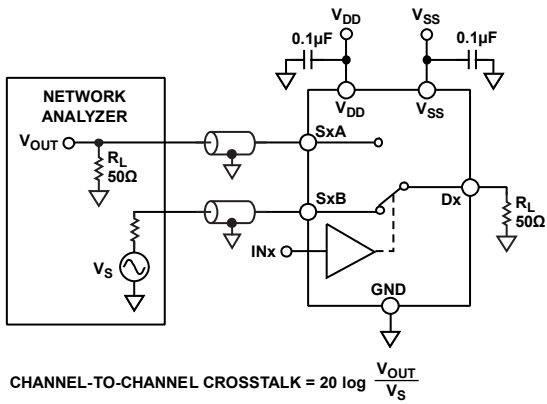 VDD
VSS
0.1µF
0.1µF
NETWORK
ANALYZER
VDD
VSS
VOUT
SxA
RL
50Ω
SxB
Dx
RL
50Ω
VS
INx
GND
CHANNEL-TO-CHANNEL CROSSTALK = 20 log VOUT
VS